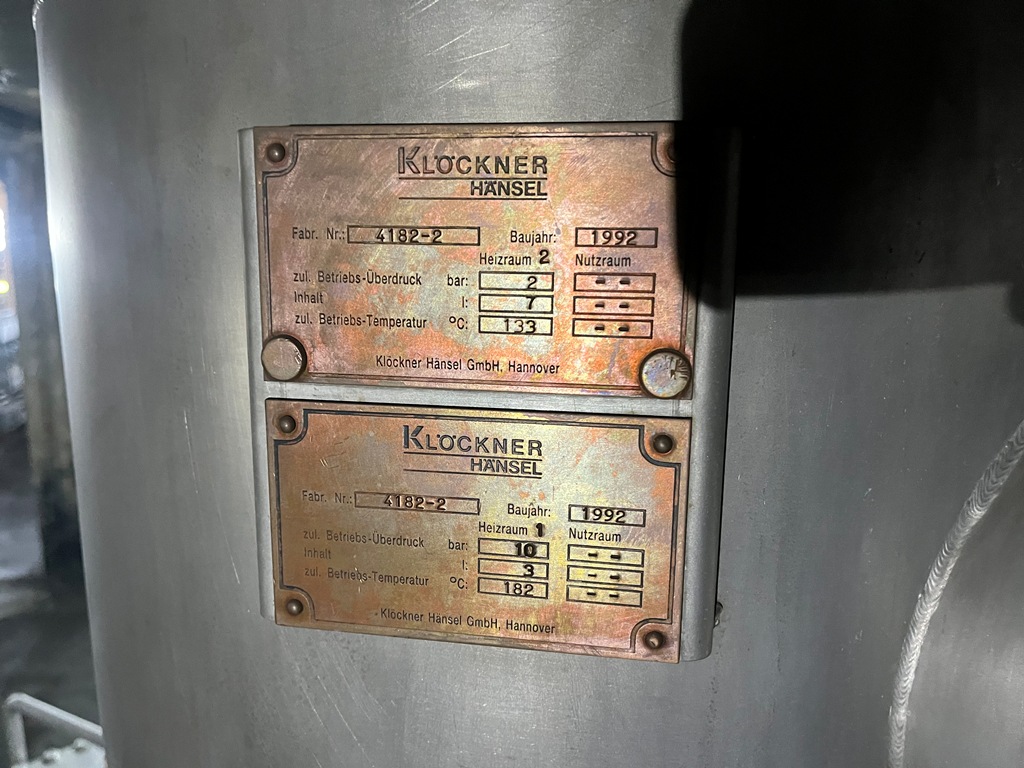 KLÖCKNER
HÄNSEL
Fabr. Nr.: 4182-2 Baujahr: 1992
Heizraum 2 Nutzraum
zul. Betriebs-Überdruck bar: 2 --
Inhalt l: 7 --
zul. Betriebs-Temperatur °C: 133 --
Klöckner Hänsel GmbH, Hannover
KLÖCKNER
HÄNSEL
Fabr. Nr.: 4182-2 Baujahr: 1992
Heizraum 1 Nutzraum
zul. Betriebs-Überdruck bar: 10 --
Inhalt l: 3 --
zul. Betriebs-Temperatur °C: 182 --
Klöckner Hänsel GmbH, Hannover